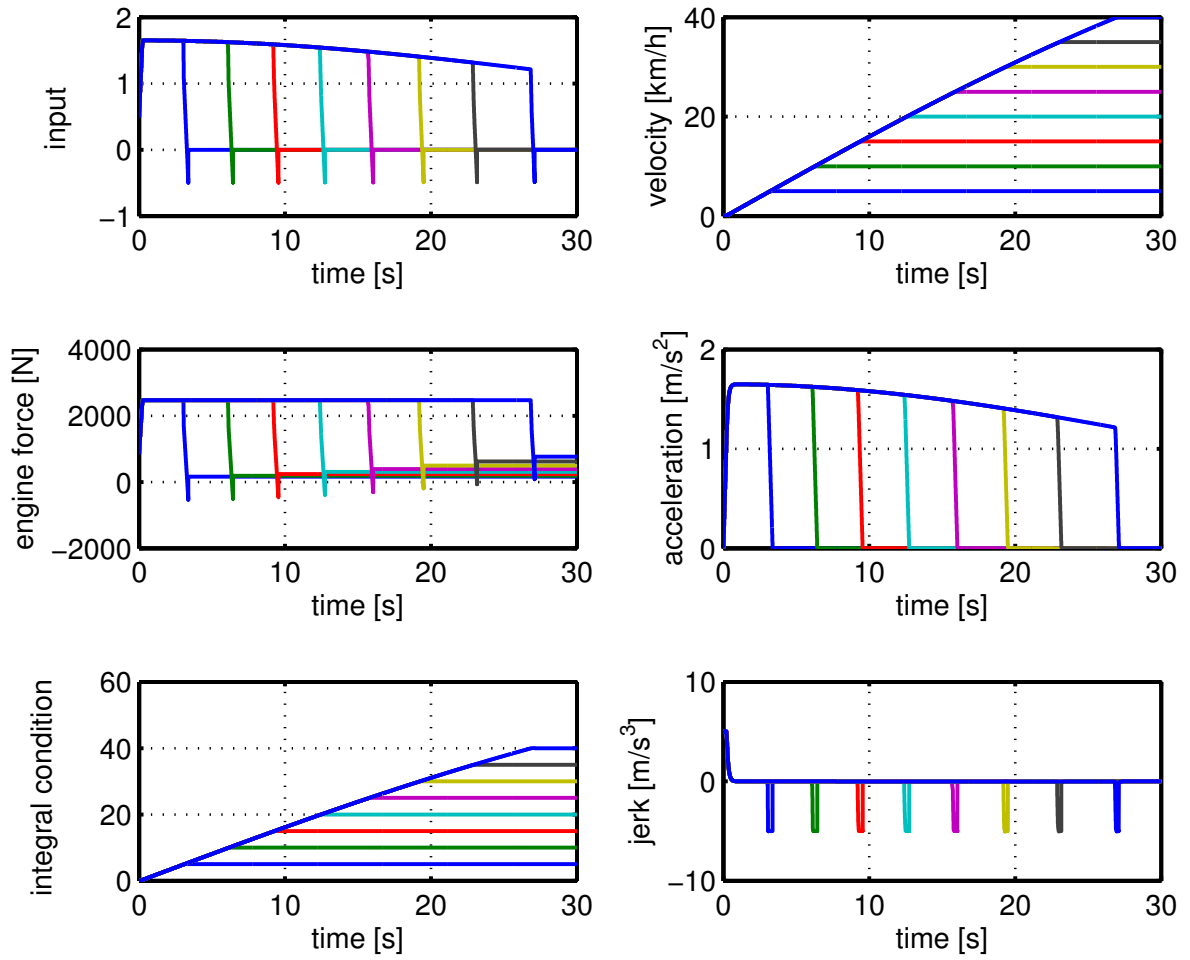 2
1
0
−1
input
0 10 20 30
time [s]
40
20
0
velocity [km/h]
0 10 20 30
time [s]
4000
2000
0
−2000
engine force [N]
0 10 20 30
time [s]
2
1
0
acceleration [m/s²]
0 10 20 30
time [s]
60
40
20
0
integral condition
0 10 20 30
time [s]
10
0
−10
jerk [m/s³]
0 10 20 30
time [s]